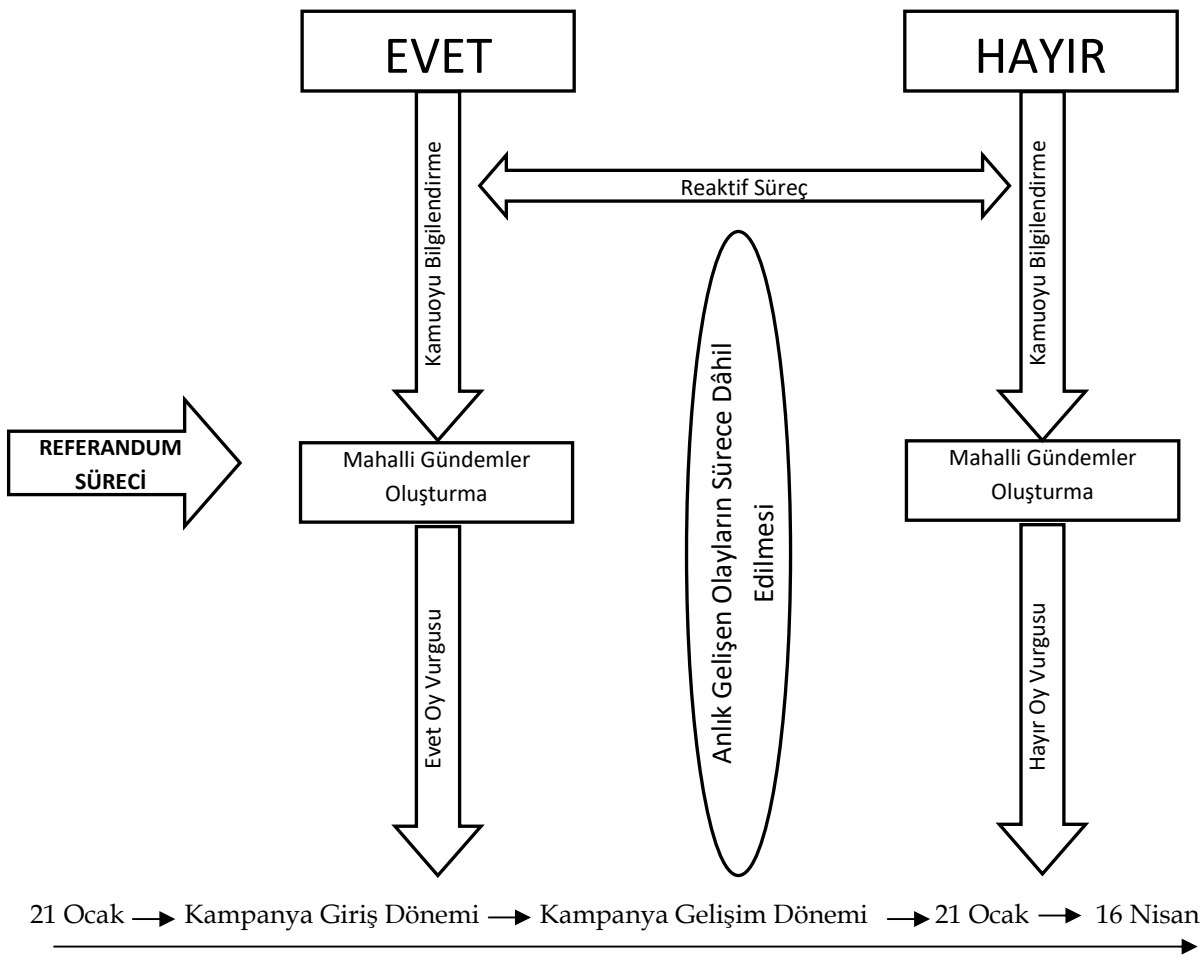 EVET
HAYIR
Kamuoyu Bilgilendirme
Reaktif Süreç
Kamuoyu Bilgilendirme
REFERANDUM
SÜRECİ
Mahalli Gündemler
Oluşturma
Anlık Gelişen Olayların Sürece Dâhil
Edilmesi
Mahalli Gündemler
Oluşturma
Evet Oy Vurgusu
Hayır Oy Vurgusu
21 Ocak → Kampanya Giriş Dönemi → Kampanya Gelişim Dönemi → 21 Ocak → 16 Nisan